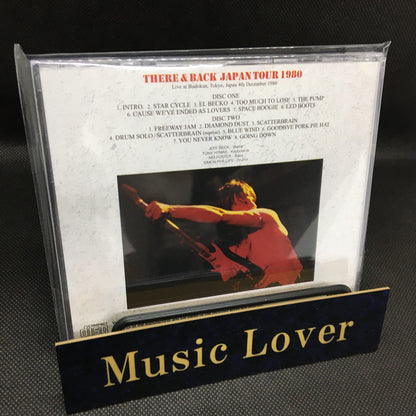 THERE & BACK JAPAN TOUR 1980
Live at Budokan, Tokyo, Japan 4th December 1980
DISC ONE
1. INTRO. 2. STAR CYCLE 3. EL BECKO 4. TOO MUCH TO LOSE 5. THE PUMP
6. CAUSE WE'VE ENDED AS LOVERS 7. SPACE BOOGIE 8. LED BOOTS
DISC TWO
1. FREEWAY JAM 2. DIAMOND DUST 3. SCATTERBRAIN
4. DRUM SOLO / SCATTERBRAIN (reprise) 5. BLUE WIND 6. GOODBYE PORK PIE HAT
7. YOU NEVER KNOW 8. GOING DOWN
JEFF BECK - Guitar
TONY HYMAS - Keyboards
MO FOSTER - Bass
SIMON PHILLIPS - Drums
Music Lover